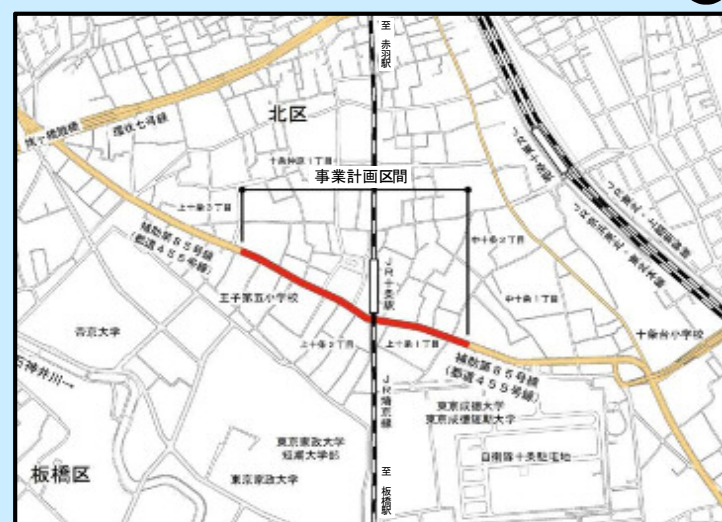 至 赤羽駅
北区
環状七号線
十条仲原1丁目
事業計画区間
上十条3丁目
中十条2丁目
補助第85号線
(都道455号線)
JR十条駅
王子第五小学校
中十条1丁目
帝京大学
十条台小学校
上十条2丁目
上十条1丁目
石神井川→
補助第85号線
(都道455号線)
JR埼京線
東京成徳大学
東京成徳短期大学
東京家政大学
短期大学部
自衛隊十条駐屯地
板橋区
東京家政大学
至 板橋駅